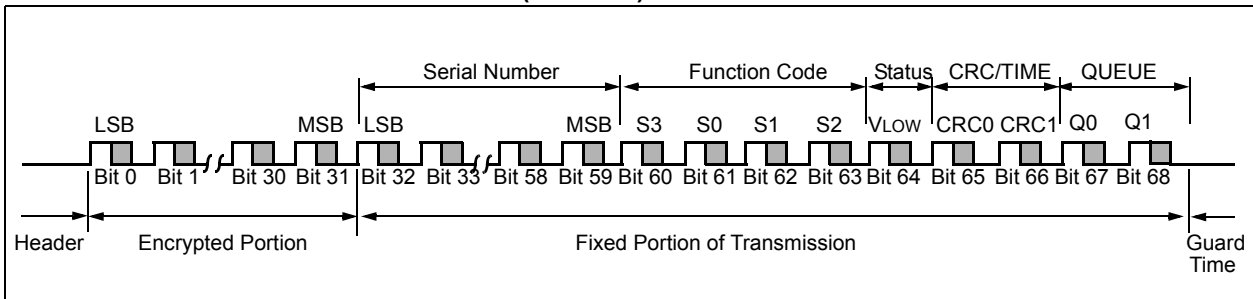 Serial Number Function Code Status CRC/TIME QUEUE
LSB MSB LSB MSB S3 S0 S1 S2 VLOW CRC0 CRC1 Q0 Q1
Bit 0 Bit 1 Bit 30 Bit 31 Bit 32 Bit 33 Bit 58 Bit 59 Bit 60 Bit 61 Bit 62 Bit 63 Bit 64 Bit 65 Bit 66 Bit 67 Bit 68
Header Encrypted Portion Fixed Portion of Transmission Guard
Time